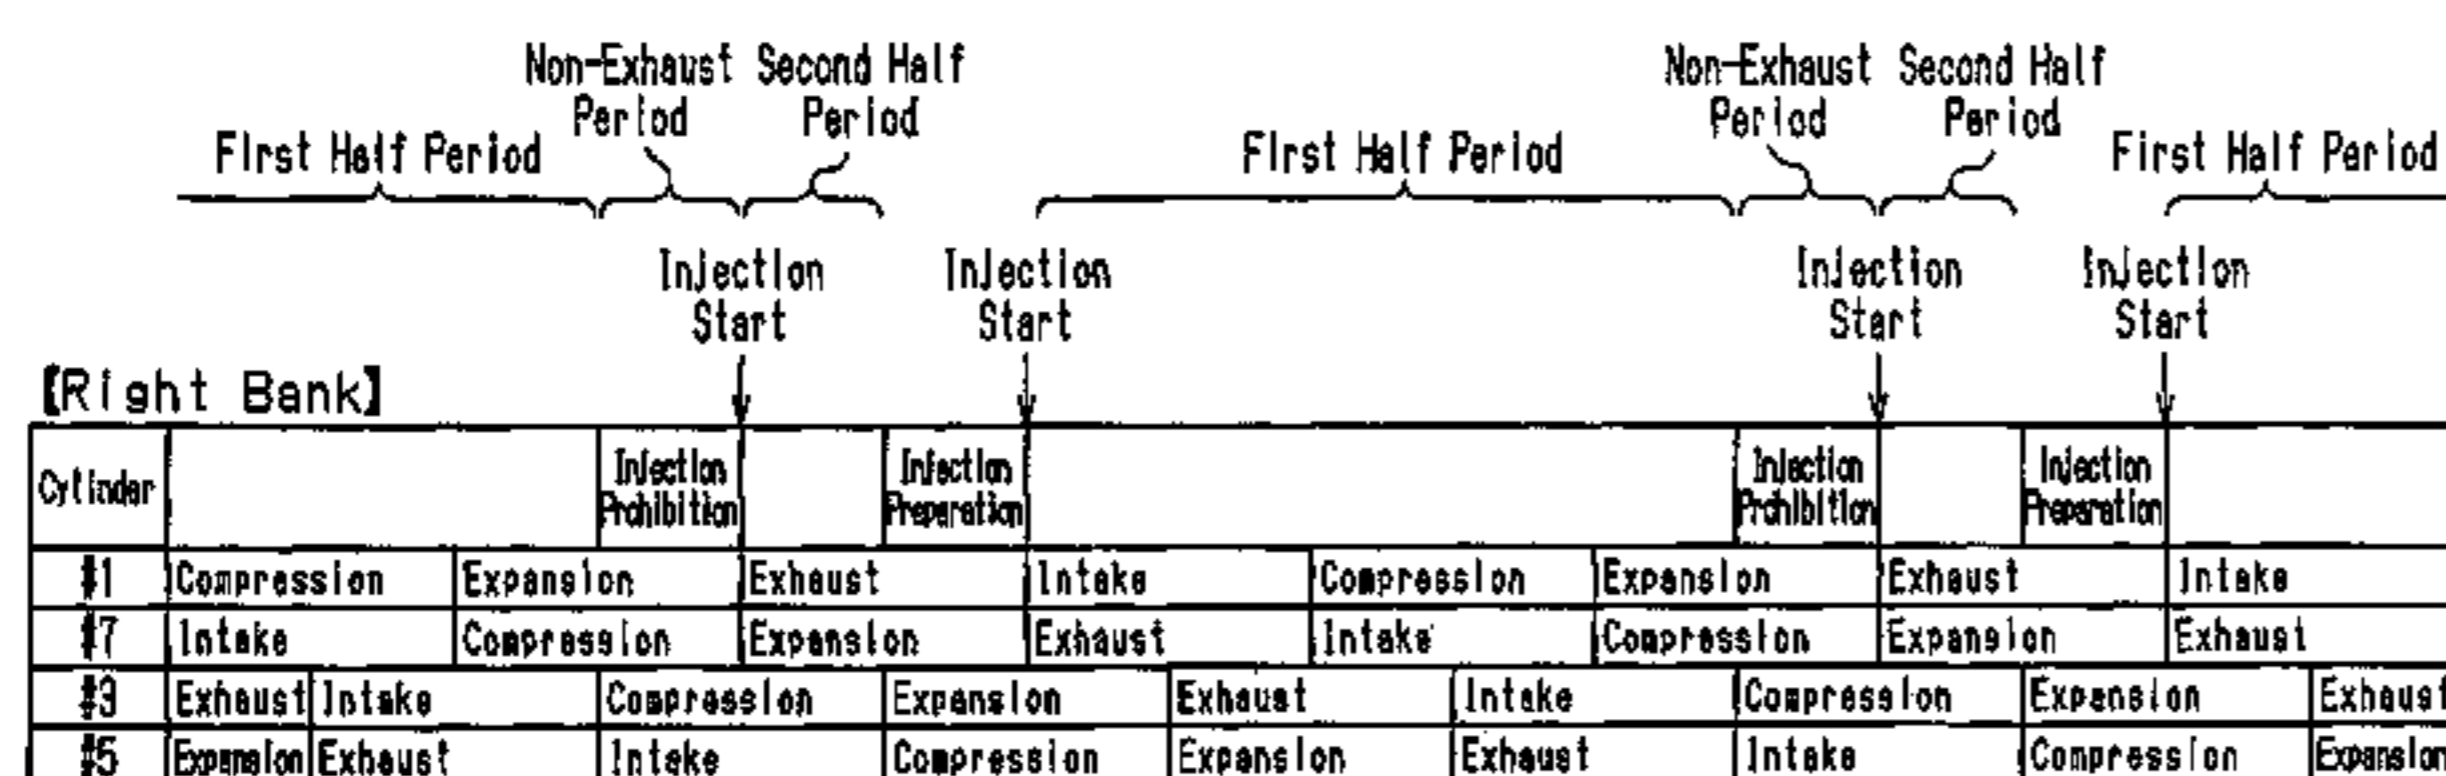 Non-Exhaust Second Half Non-Exhaust Second Half
Period Period Period Period
First Half Period First Half Period First Half Period
Injection Injection Injection Injection
Start Start Start Start
【Right Bank】
Cylinder Injection Prohibition Injection Preparation Injection Prohibition Injection Preparation
#1 Compression Expansion Exhaust Intake Compression Expansion Exhaust Intake
#7 Intake Compression Expansion Exhaust Intake Compression Expansion Exhaust
#3 Exhaust Intake Compression Expansion Exhaust Intake Compression Expansion Exhaust
#5 Expansion Exhaust Intake Compression Expansion Exhaust Intake Compression Expansion